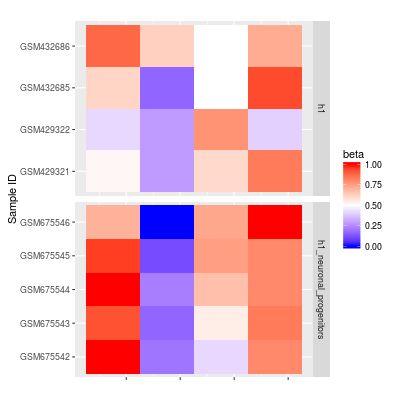 GSM432686
GSM432685
GSM429322
GSM429321
h1
GSM675546
GSM675545
GSM675544
GSM675543
GSM675542
h1_neuronal_progenitors
Sample ID
beta
1.00
0.75
0.50
0.25
0.00